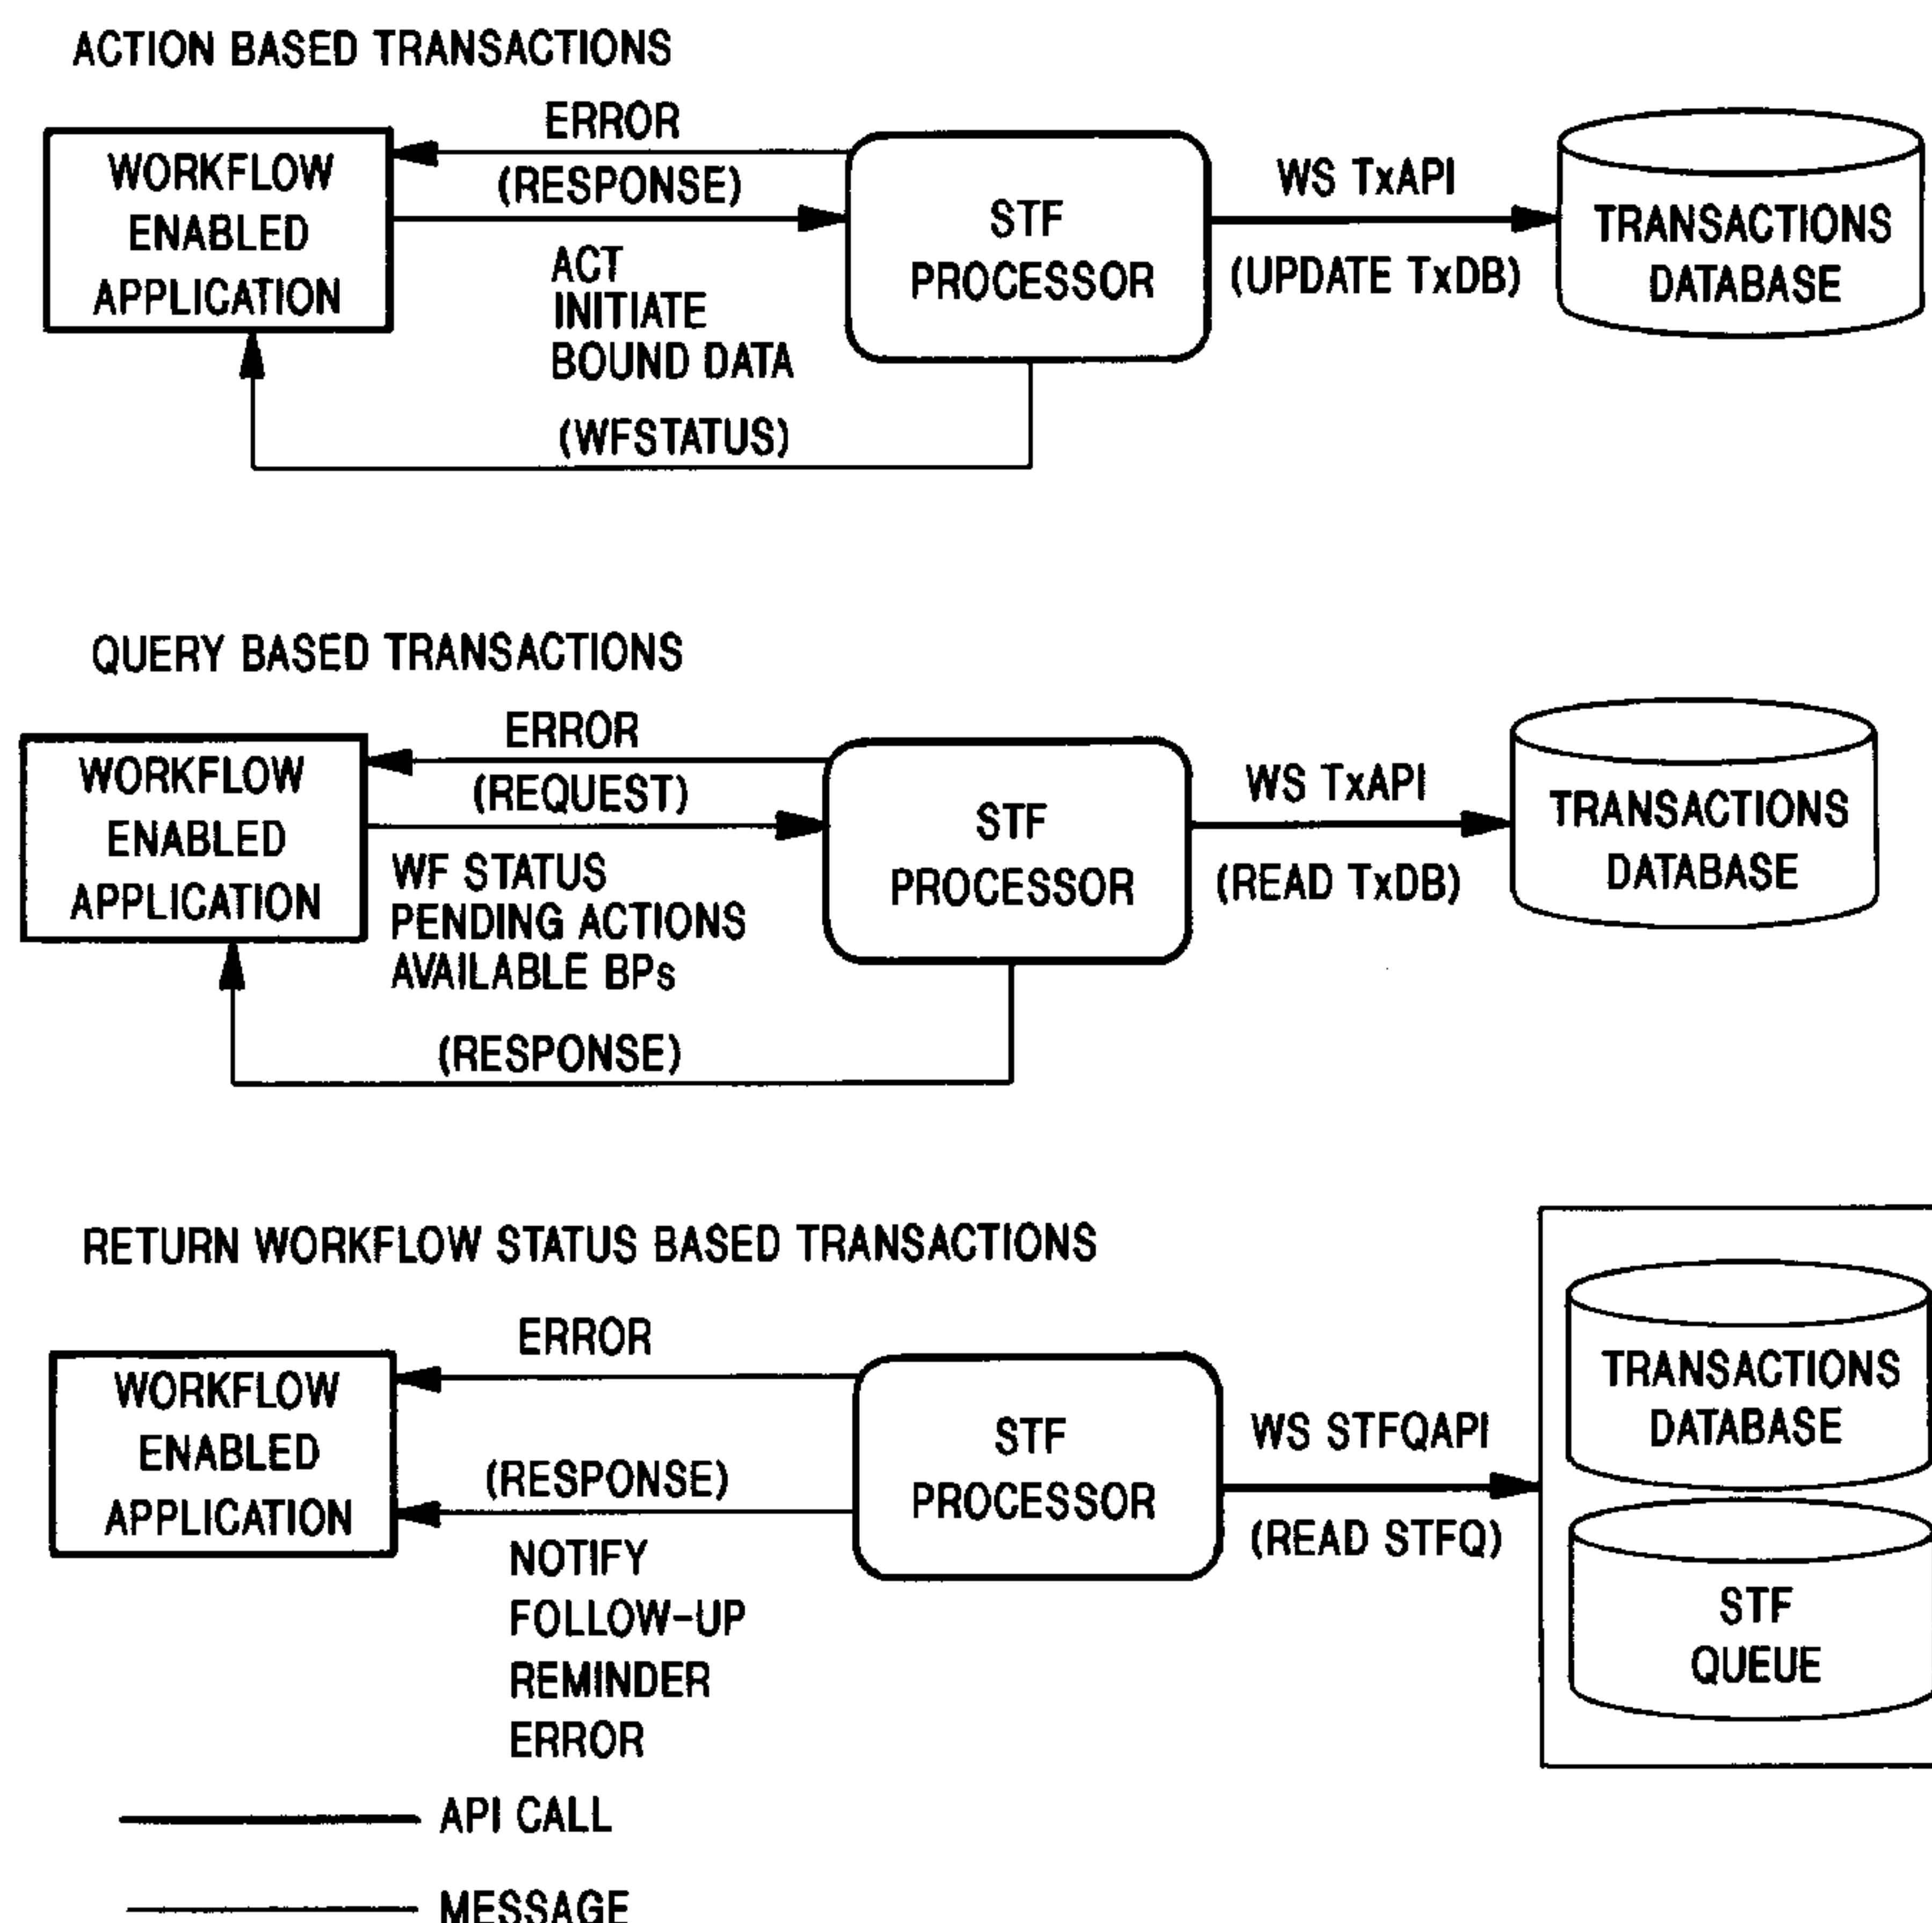 ACTION BASED TRANSACTIONS
WORKFLOW
ENABLED
APPLICATION
ERROR
(RESPONSE)
ACT
INITIATE
BOUND DATA
(WFSTATUS)
STF
PROCESSOR
WS TxAPI
(UPDATE TxDB)
TRANSACTIONS
DATABASE
QUERY BASED TRANSACTIONS
WORKFLOW
ENABLED
APPLICATION
ERROR
(REQUEST)
WF STATUS
PENDING ACTIONS
AVAILABLE BPs
(RESPONSE)
STF
PROCESSOR
WS TxAPI
(READ TxDB)
TRANSACTIONS
DATABASE
RETURN WORKFLOW STATUS BASED TRANSACTIONS
WORKFLOW
ENABLED
APPLICATION
ERROR
(RESPONSE)
NOTIFY
FOLLOW-UP
REMINDER
ERROR
STF
PROCESSOR
WS STFQAPI
(READ STFQ)
TRANSACTIONS
DATABASE
STF
QUEUE
API CALL
MESSAGE